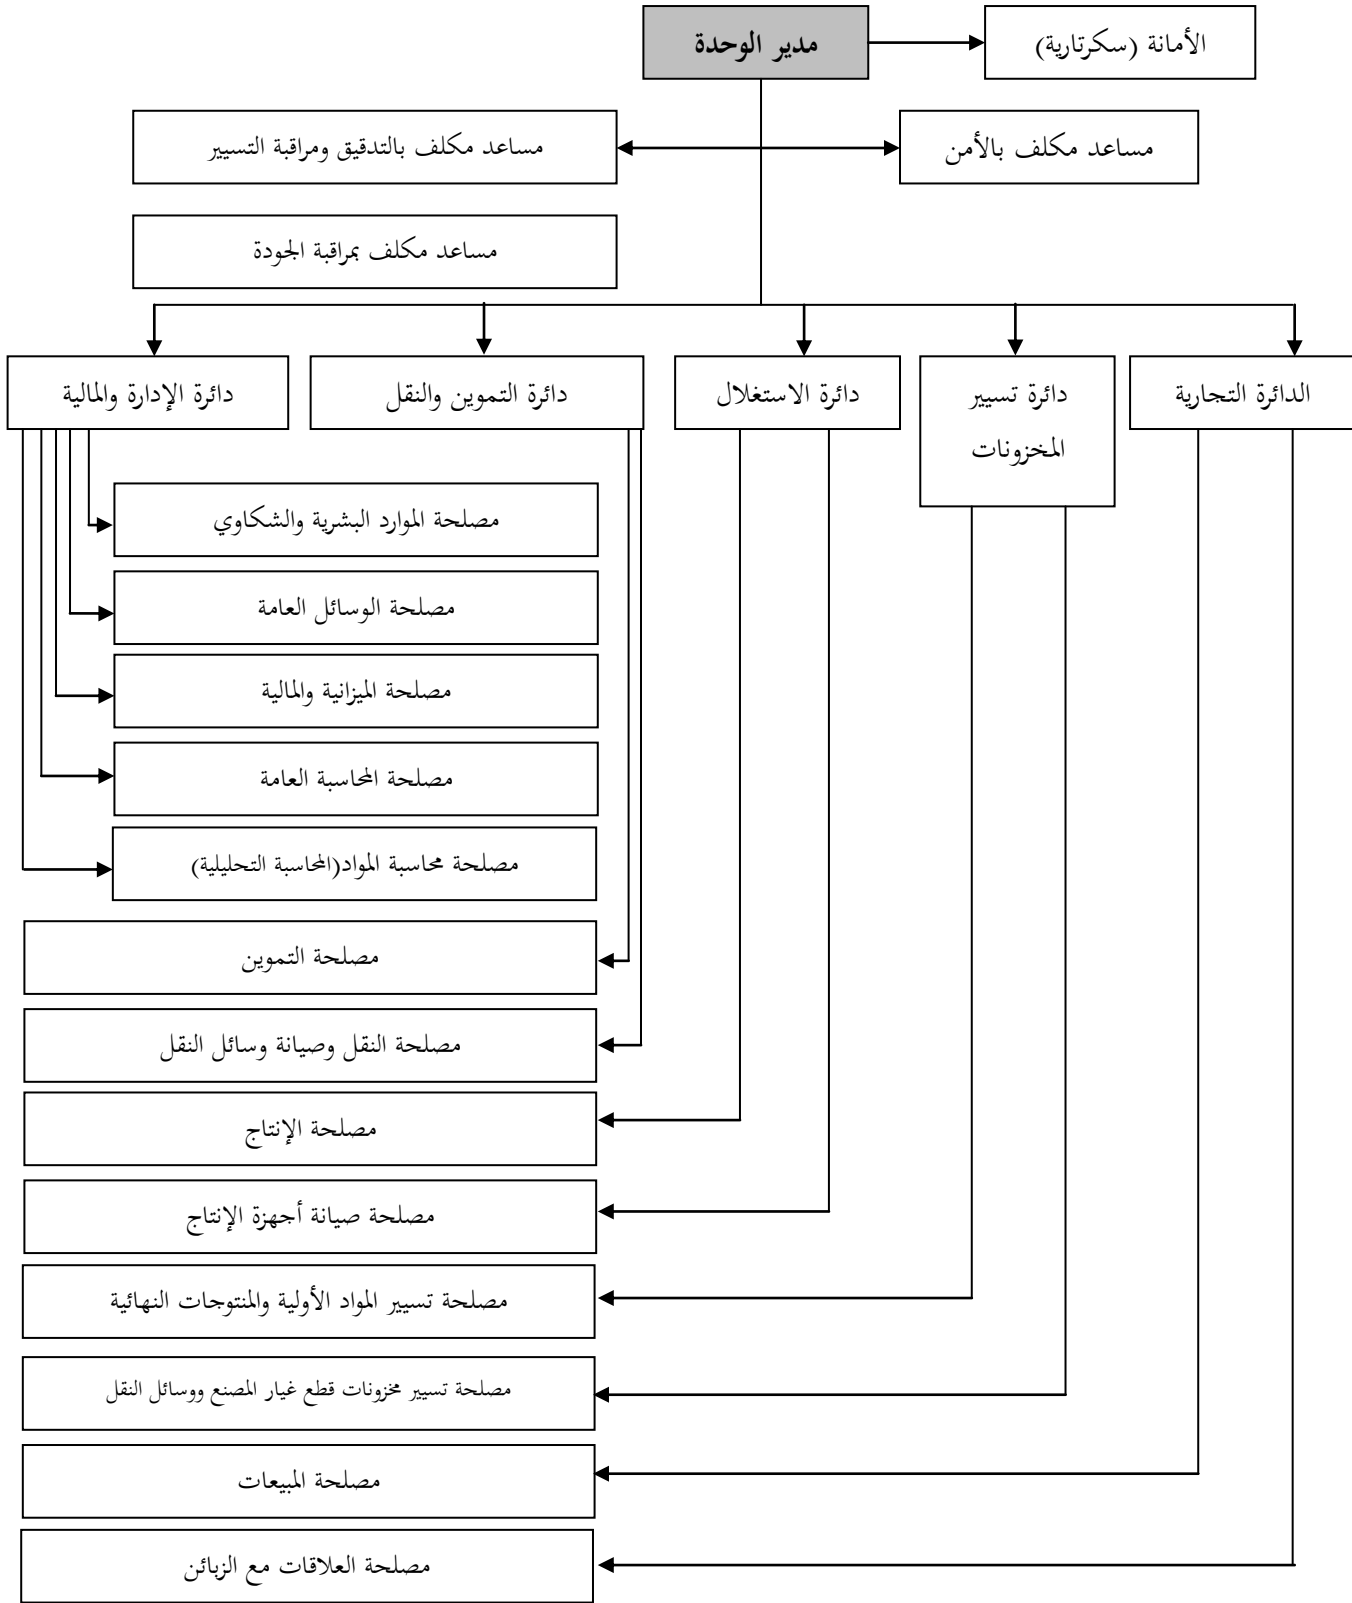 مدير الوحدة
الأمانة (سكرتارية)
مساعد مكلف بالأمن
مساعد مكلف بالتدقيق ومراقبة التسيير
مساعد مكلف بمراقبة الجودة
الدائرة التجارية
دائرة تسيير
المخزونات
دائرة الاستغلال
دائرة التموين والنقل
دائرة الإدارة والمالية
مصلحة الموارد البشرية والشكاوي
مصلحة الوسائل العامة
مصلحة الميزانية والمالية
مصلحة المحاسبة العامة
مصلحة محاسبة المواد(المحاسبة التحليلية)
مصلحة التموين
مصلحة النقل وصيانة وسائل النقل
مصلحة الإنتاج
مصلحة صيانة أجهزة الإنتاج
مصلحة تسيير المواد الأولية والمنتوجات النهائية
مصلحة تسيير مخزونات قطع غيار المصنع ووسائل النقل
مصلحة المبيعات
مصلحة العلاقات مع الزبائن